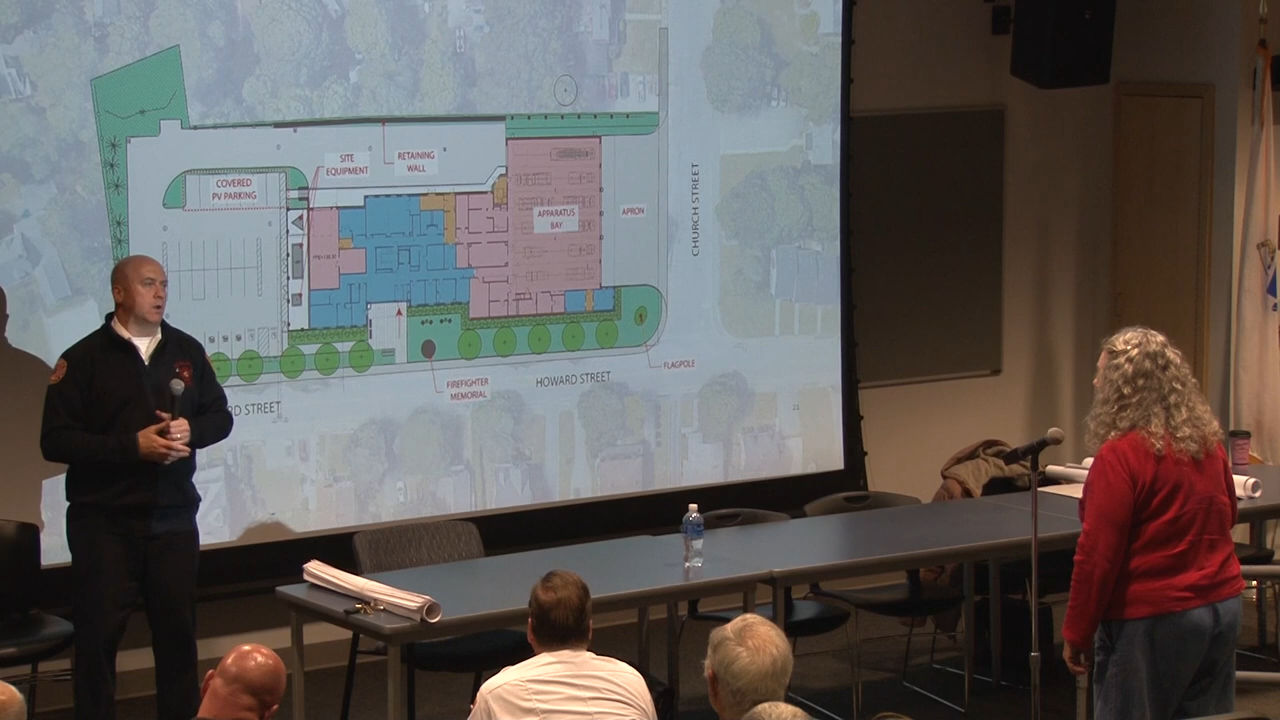 SITE
EQUIPMENT
RETAINING
WALL
COVERED
PV PARKING
APPARATUS
BAY
APRON
CHURCH STREET
FLAGPOLE
FIREFIGHTER
MEMORIAL
HOWARD STREET
RD STREET